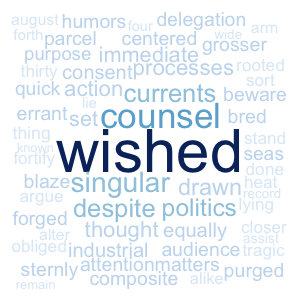 august humors four delegation
forth parcel centered wide arm
purpose immediate grosser
thirty consent processes rooted
quick action currents sort
errant lie set counsel beware
thing bred
known wished stand
fortify seas
blaze singular drawn done
argue heat
despite politics record
forged lying
alter thought equally closer
obliged industrial audience assist
sternly attention matters tragic
composite alike purged
remain